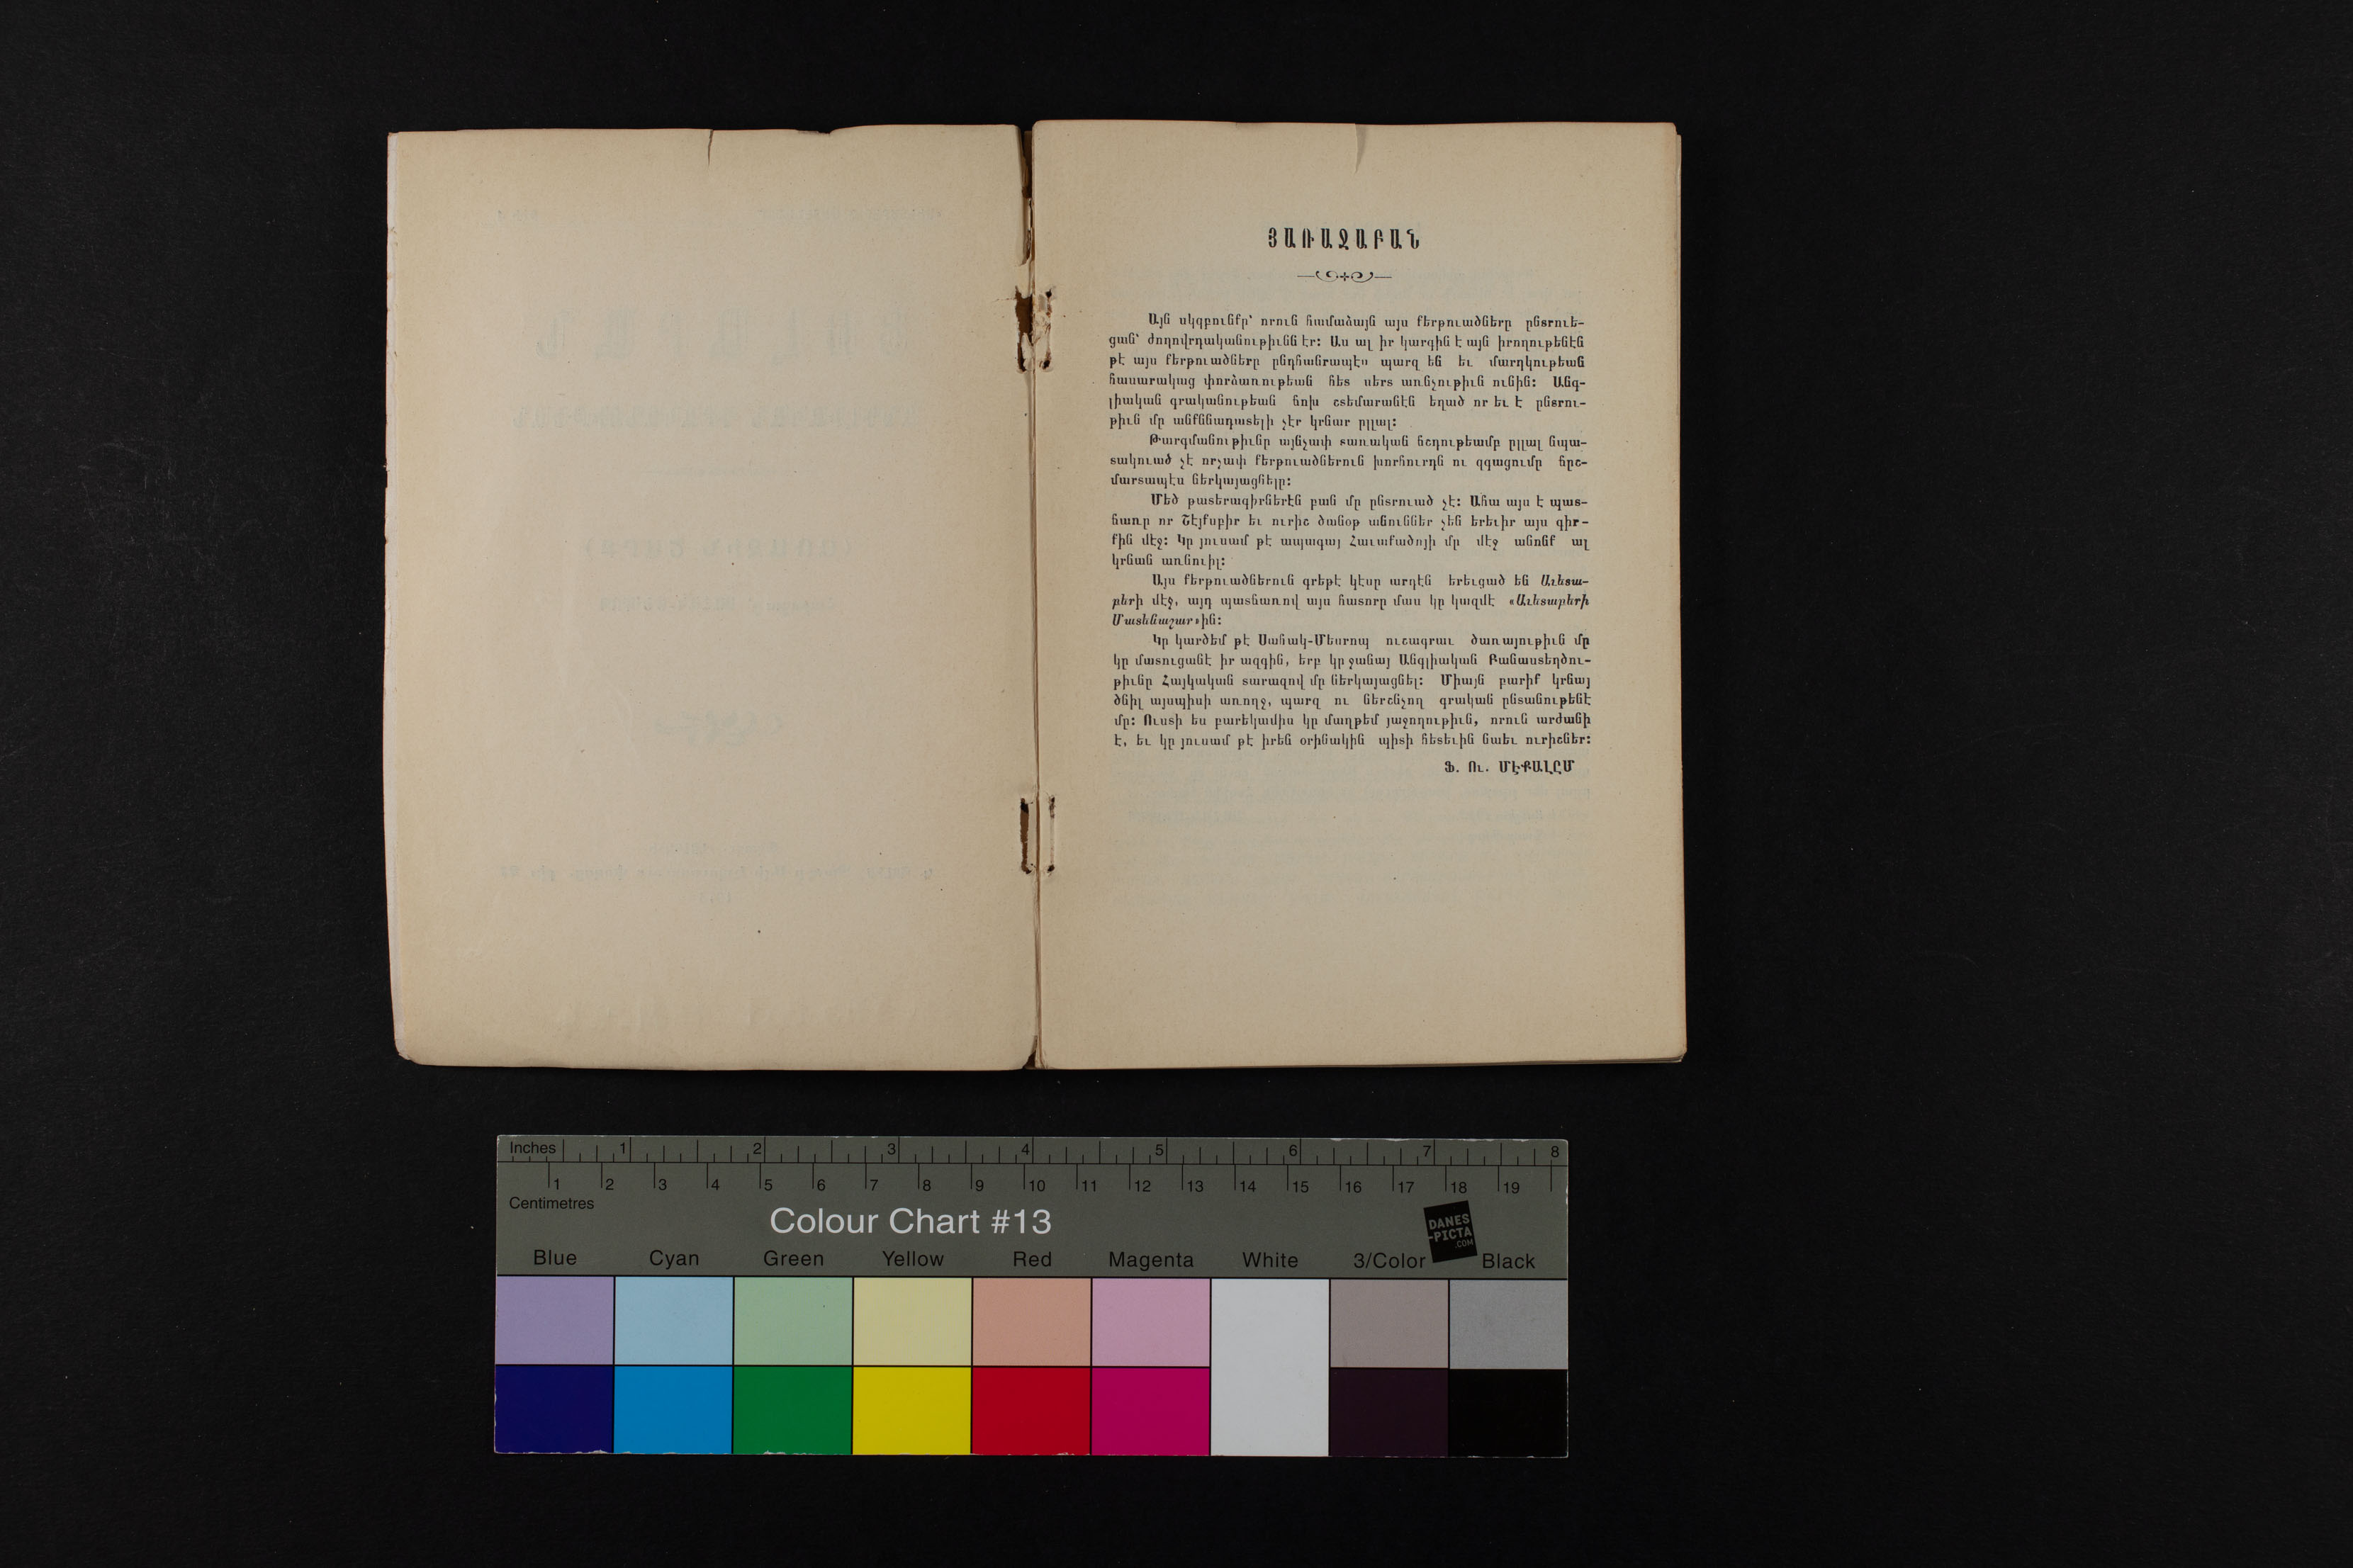 ՅԱՌԱՋԱԲԱՆ
Այն սկզբունքը՝ որուն համաձայն այս քերթուածները ընտրուե-
ցան՝ ժողովրդականութիւնն էր: Աս ալ իր կարգին է այն իրողութենէն
թէ այս քերթուածները ընդհանրապէս պարզ են եւ մարդկութեան
հասարակաց փորձառութեան հետ սերտ առնչութիւն ունին: Անգ-
լիական գրականութեան ճոխ շտեմարանէն եղած որ եւ է ընտրու-
թիւն մը անքննադատելի չէր կրնար ըլլալ:
Թարգմանութիւնը այնչափ տառական ճշդութեամբ ըլլալ նպա-
տակուած չէ որչափ քերթուածներուն խորհուրդն ու զգացումը ճըշ-
մարտապէս ներկայացնելը:
Մեծ թատերագիրներէն բան մը ընտրուած չէ: Ահա այս է պատ-
ճառը որ Շէյքսբիր եւ ուրիշ ծանօթ անուններ չեն երեւիր այս գիր-
քին մէջ: Կը յուսամ թէ ապագայ Հաւաքածոյի մը մէջ անոնք ալ
կրնան առնուիլ:
Այս քերթուածներուն գրեթէ կէսը արդէն երեւցած են Աւետա-
բերի մէջ, այդ պատճառով այս հատորը մաս կը կազմէ «Աւետաբերի
Մատենաշար»ին:
Կը կարծեմ թէ Սահակ-Մեսրոպ ուշագրաւ ծառայութիւն մը
կը մատուցանէ իր ազգին, երբ կը ջանայ Անգլիական Բանաստեղծու-
թիւնը Հայկական տարազով մը ներկայացնել: Միայն բարիք կրնայ
ծնիլ այսպիսի առողջ, պարզ ու ներշնչող գրական ընտանութենէ
մը: Ուստի ես բարեկամիս կը մաղթեմ յաջողութիւն, որուն արժանի
է, եւ կը յուսամ թէ իրեն օրինակին պիտի հետեւին նաեւ ուրիշներ:
Ֆ. Ու. ՄԷՔԱԼԸՄ
Inches 1 2 3 4 5 6 7 8
1 2 3 4 5 6 7 8 9 10 11 12 13 14 15 16 17 18 19
Centimetres
Colour Chart #13
DANES
-PICTA
.COM
Blue Cyan Green Yellow Red Magenta White 3/Color Black